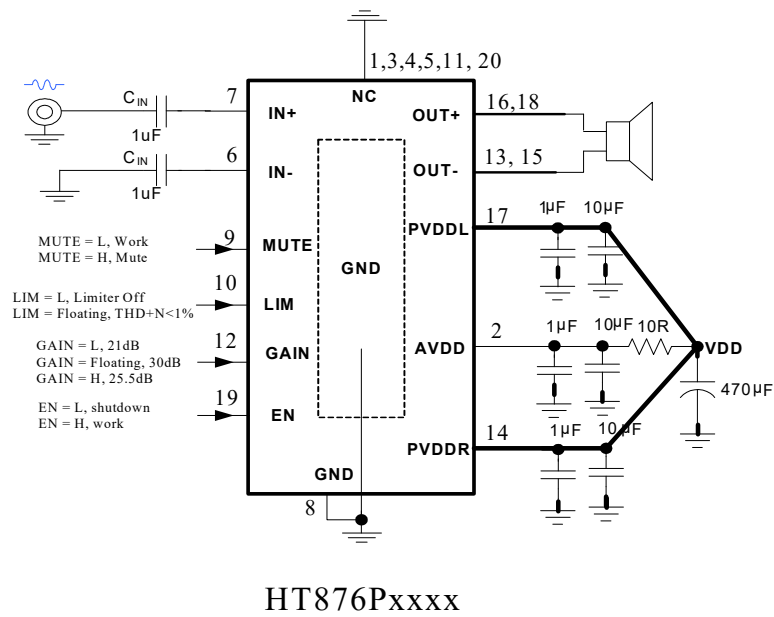 1,3,4,5,11, 20
NC
7
IN+
C IN
1uF
6
IN-
C IN
1uF
OUT+
16,18
OUT-
13, 15
PVDDL
17
1µF
10µF
MUTE = L, Work
MUTE = H, Mute
9
MUTE
GND
LIM = L, Limiter Off
LIM = Floating, THD+N<1%
10
LIM
GAIN = L, 21dB
GAIN = Floating, 30dB
GAIN = H, 25.5dB
12
GAIN
AVDD
2
1µF
10µF
10R
VDD
470µF
EN = L, shutdown
EN = H, work
19
EN
PVDDR
14
1µF
10µF
GND
8
HT876Pxxxx